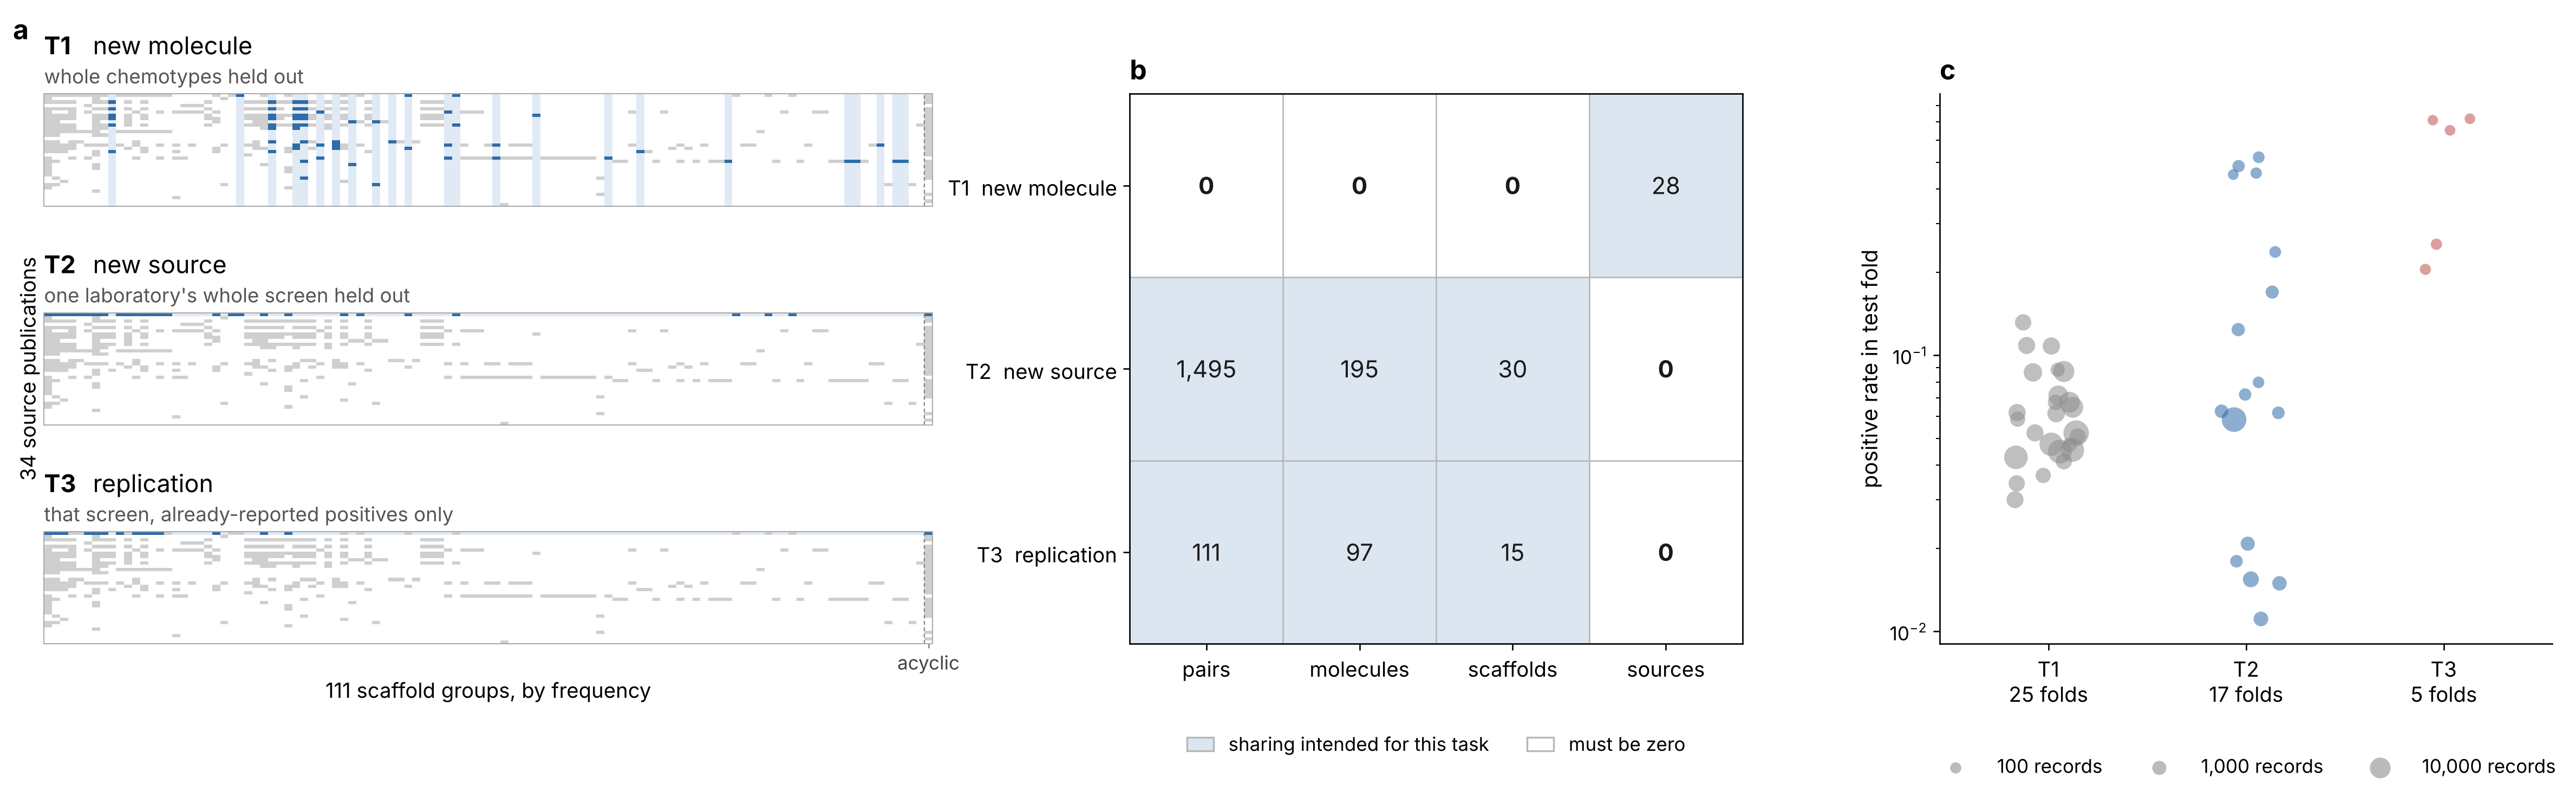 a
T1 new molecule
whole chemotypes held out
T2 new source
one laboratory's whole screen held out
T3 replication
that screen, already-reported positives only
34 source publications
acyclic
111 scaffold groups, by frequency
b
T1 new molecule
0 0 0 28
T2 new source
1,495 195 30 0
T3 replication
111 97 15 0
pairs molecules scaffolds sources
sharing intended for this task
must be zero
c
positive rate in test fold
10⁻¹
10⁻²
T1 T2 T3
25 folds 17 folds 5 folds
100 records 1,000 records 10,000 records